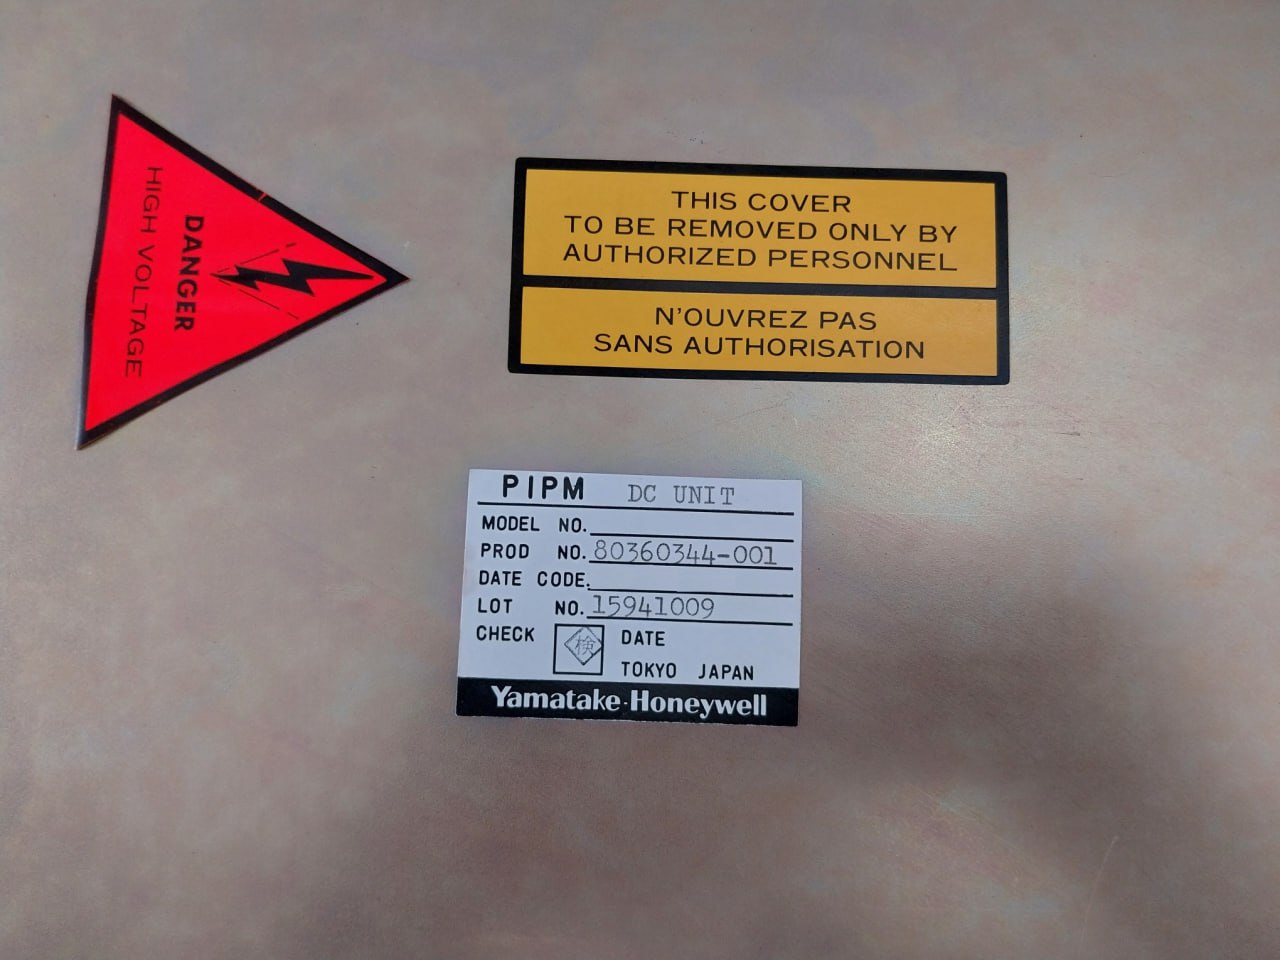 DANGER
HIGH VOLTAGE
THIS COVER
TO BE REMOVED ONLY BY
AUTHORIZED PERSONNEL
N'OUVREZ PAS
SANS AUTHORISATION
PIPM DC UNIT
MODEL NO.
PROD NO. 80360344-001
DATE CODE.
LOT NO. 15941009
CHECK 検 DATE
TOKYO JAPAN
Yamatake-Honeywell